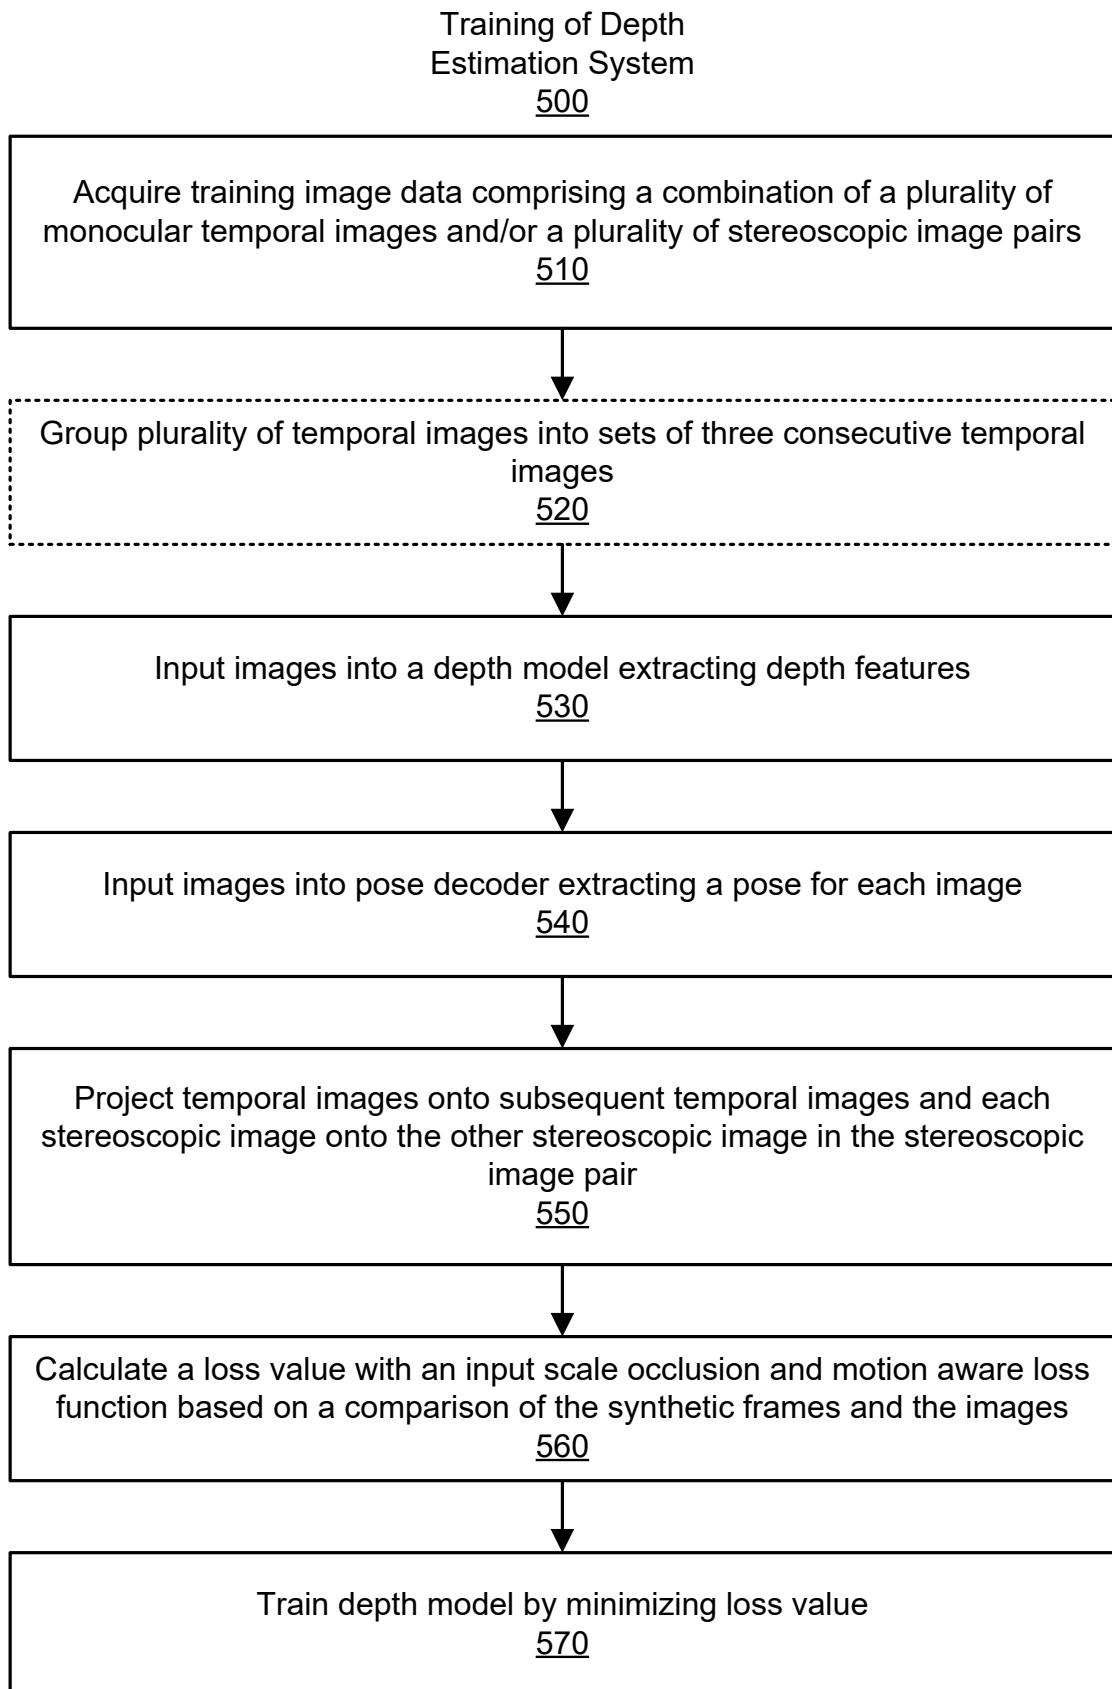 Training of Depth
Estimation System
500
Acquire training image data comprising a combination of a plurality of
monocular temporal images and/or a plurality of stereoscopic image pairs
510
Group plurality of temporal images into sets of three consecutive temporal
images
520
Input images into a depth model extracting depth features
530
Input images into pose decoder extracting a pose for each image
540
Project temporal images onto subsequent temporal images and each
stereoscopic image onto the other stereoscopic image in the stereoscopic
image pair
550
Calculate a loss value with an input scale occlusion and motion aware loss
function based on a comparison of the synthetic frames and the images
560
Train depth model by minimizing loss value
570